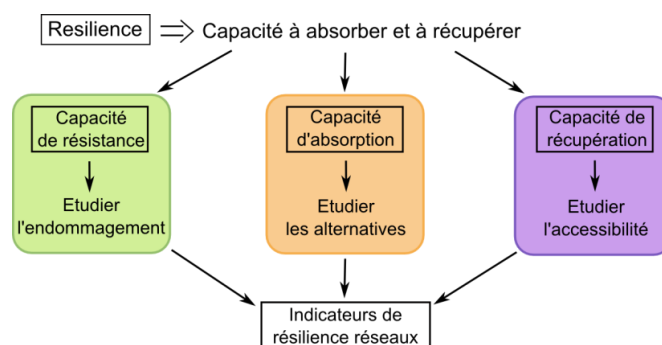 Resilience ⇒ Capacité à absorber et à récupérer
Capacité
de résistance
Etudier
l'endommagement
Capacité
d'absorption
Etudier
les alternatives
Capacité de
récupération
Etudier
l'accessibilité
Indicateurs de
résilience réseaux